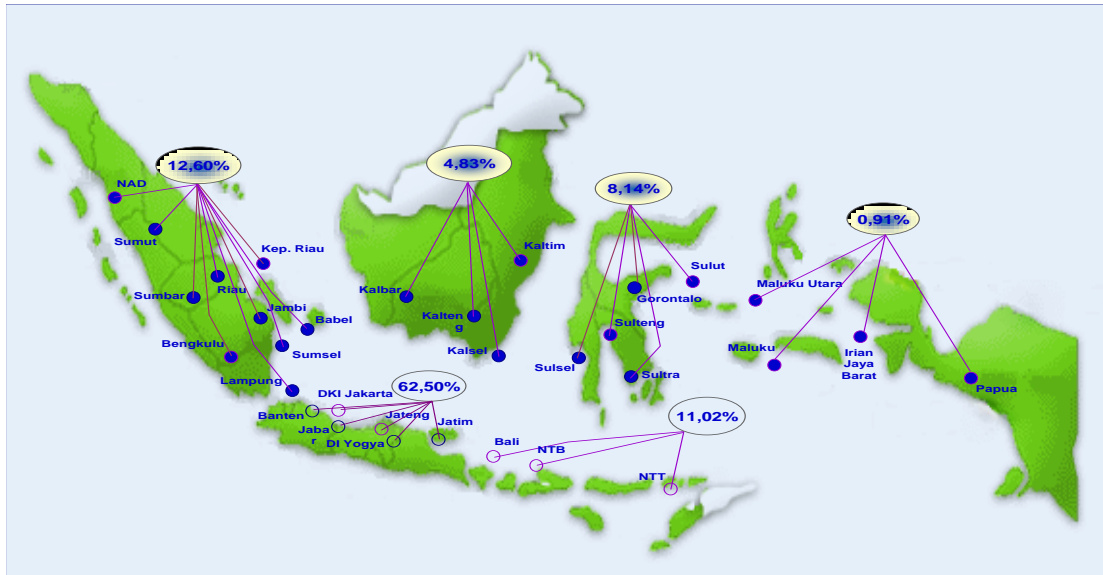 12,60%
4,83%
8,14%
0,91%
NAD
Sumut
Kep. Riau
Kaltim
Sulut
Sumbar
Riau
Kalbar
Gorontalo
Maluku Utara
Jambi
Babel
Kalten
g
Sulteng
Bengkulu
Sumsel
Kalsel
Sulsel
Maluku
Irian
Jaya
Barat
Lampung
Sultra
Papua
62,50%
DKI Jakarta
Banten
Jateng
Jaba
r
DI Yogya
Jatim
11,02%
Bali
NTB
NTT